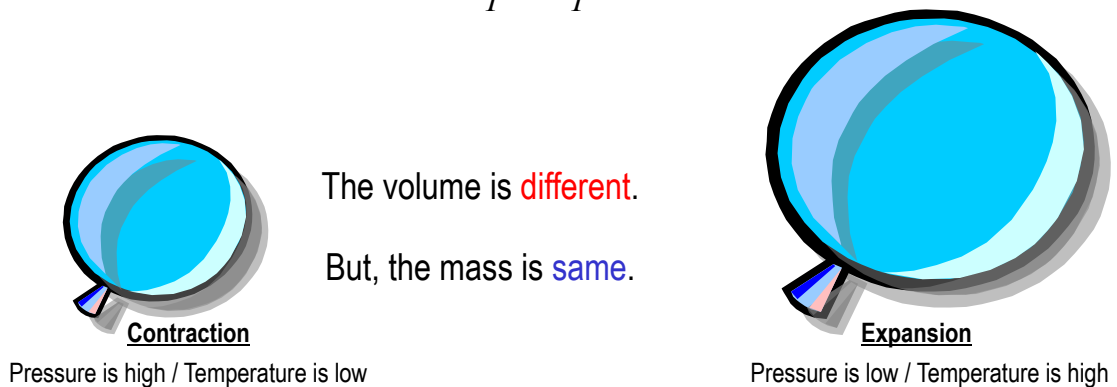 The volume is different.
But, the mass is same.
Contraction
Expansion
Pressure is high / Temperature is low
Pressure is low / Temperature is high